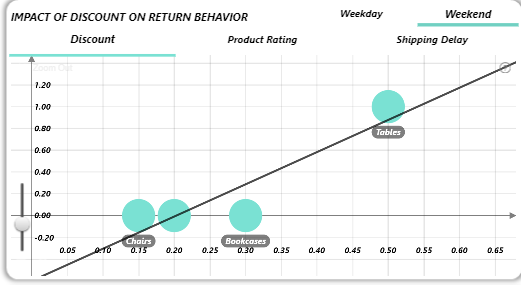 IMPACT OF DISCOUNT ON RETURN BEHAVIOR
Weekday
Weekend
Discount
Product Rating
Shipping Delay
Zoom Out
1.20
1.00
0.80
0.60
0.40
0.20
0.00
-0.20
Tables
Chairs
Bookcases
0.05 0.10 0.15 0.20 0.25 0.30 0.35 0.40 0.45 0.50 0.55 0.60 0.65